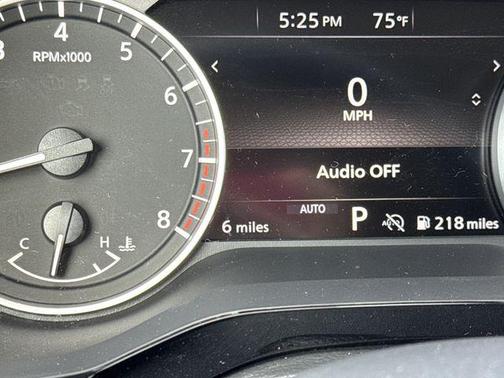 5:25 PM 75°F
3 4 5 6 7 8
RPMx1000
0
MPH
Audio OFF
AUTO
6 miles P 218 miles
C H